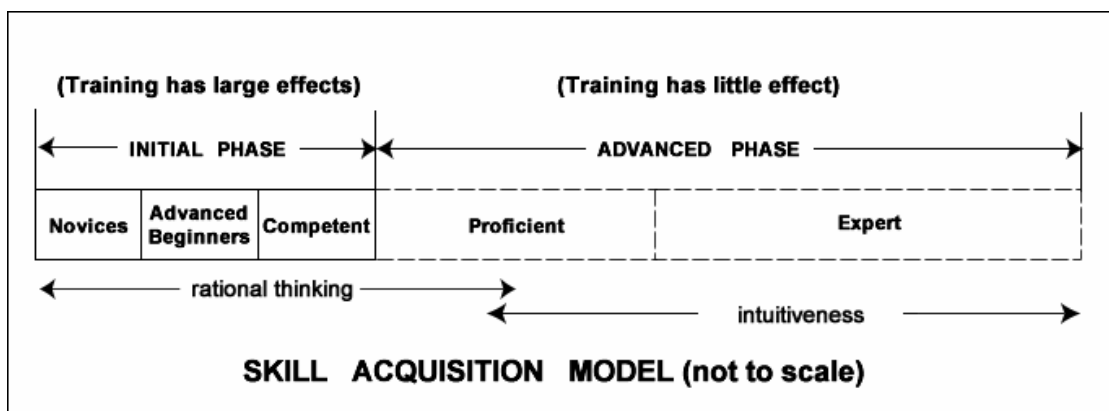 (Training has large effects) (Training has little effect)
INITIAL PHASE ADVANCED PHASE
Novices Advanced Beginners Competent Proficient Expert
rational thinking
intuitiveness
SKILL ACQUISITION MODEL (not to scale)